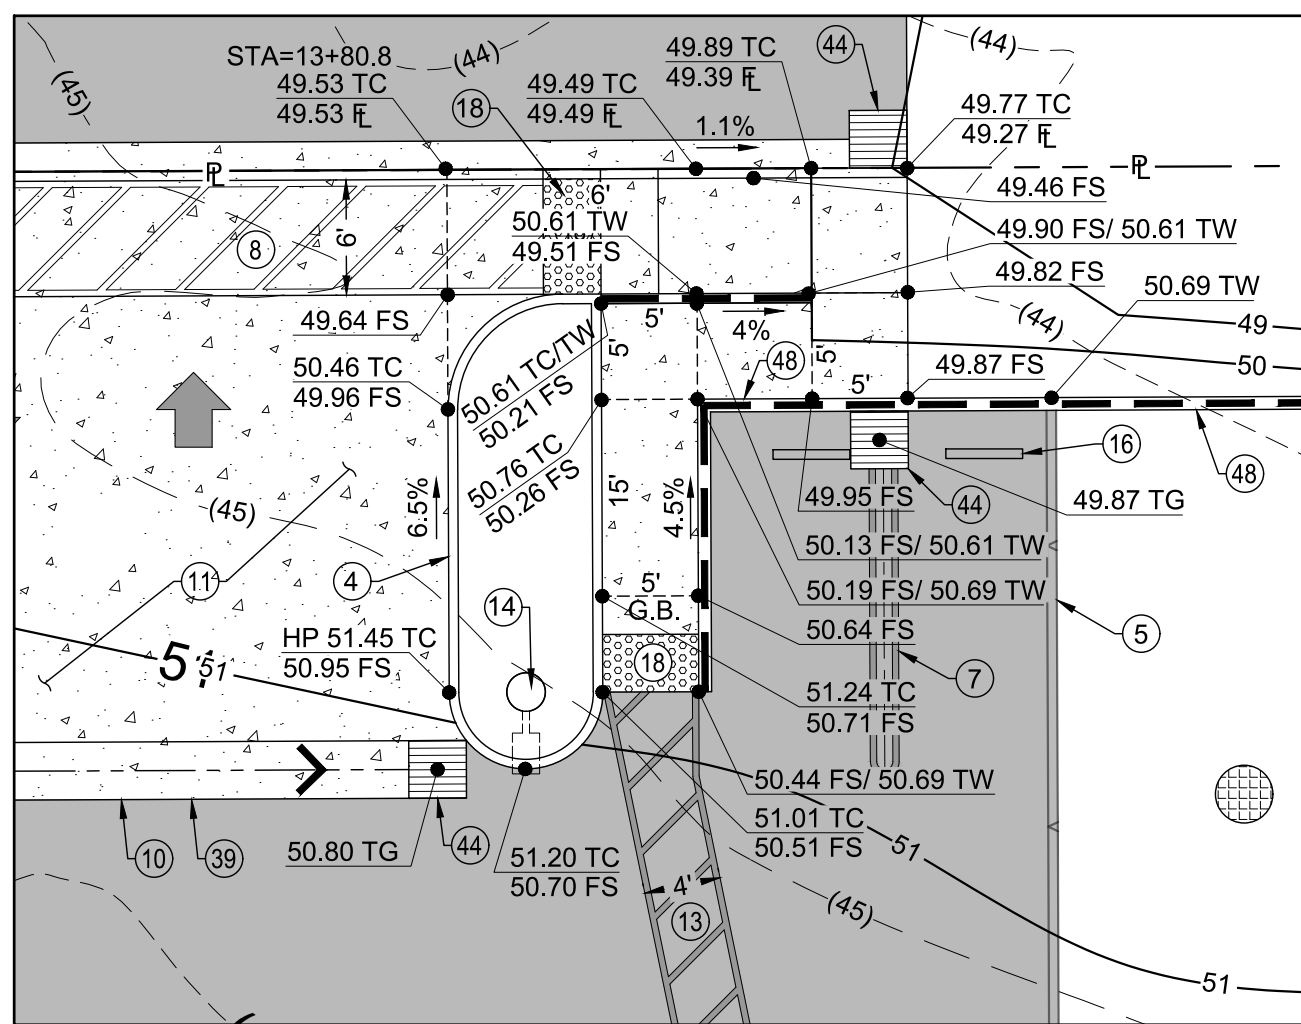 (44)
(44)
44
STA=13+80.8
49.53 TC
49.53 FL
18
49.49 TC
49.49 FL
49.89 TC
49.39 FL
1.1%
49.77 TC
49.27 FL
(45)
PL
PL
6'
6'
8
50.61 TW
49.51 FS
49.46 FS
49.90 FS/ 50.61 TW
49.82 FS
50.69 TW
49.64 FS
5'
4%
(44)
49
50
50.46 TC
49.96 FS
5'
5'
48
5'
49.87 FS
50.61 TC/TW
50.21 FS
50.76 TC
50.26 FS
16
48
(45)
6.5%
15'
4.5%
49.95 FS
44
49.87 TG
50.13 FS/ 50.61 TW
11
4
14
5'
G.B.
50.19 FS/ 50.69 TW
50.64 FS
5
HP 51.45 TC
50.95 FS
51
51
18
7
51.24 TC
50.71 FS
50.44 FS/ 50.69 TW
51.01 TC
50.51 FS
51
10
39
50.80 TG
44
51.20 TC
50.70 FS
4'
13
(45)
51